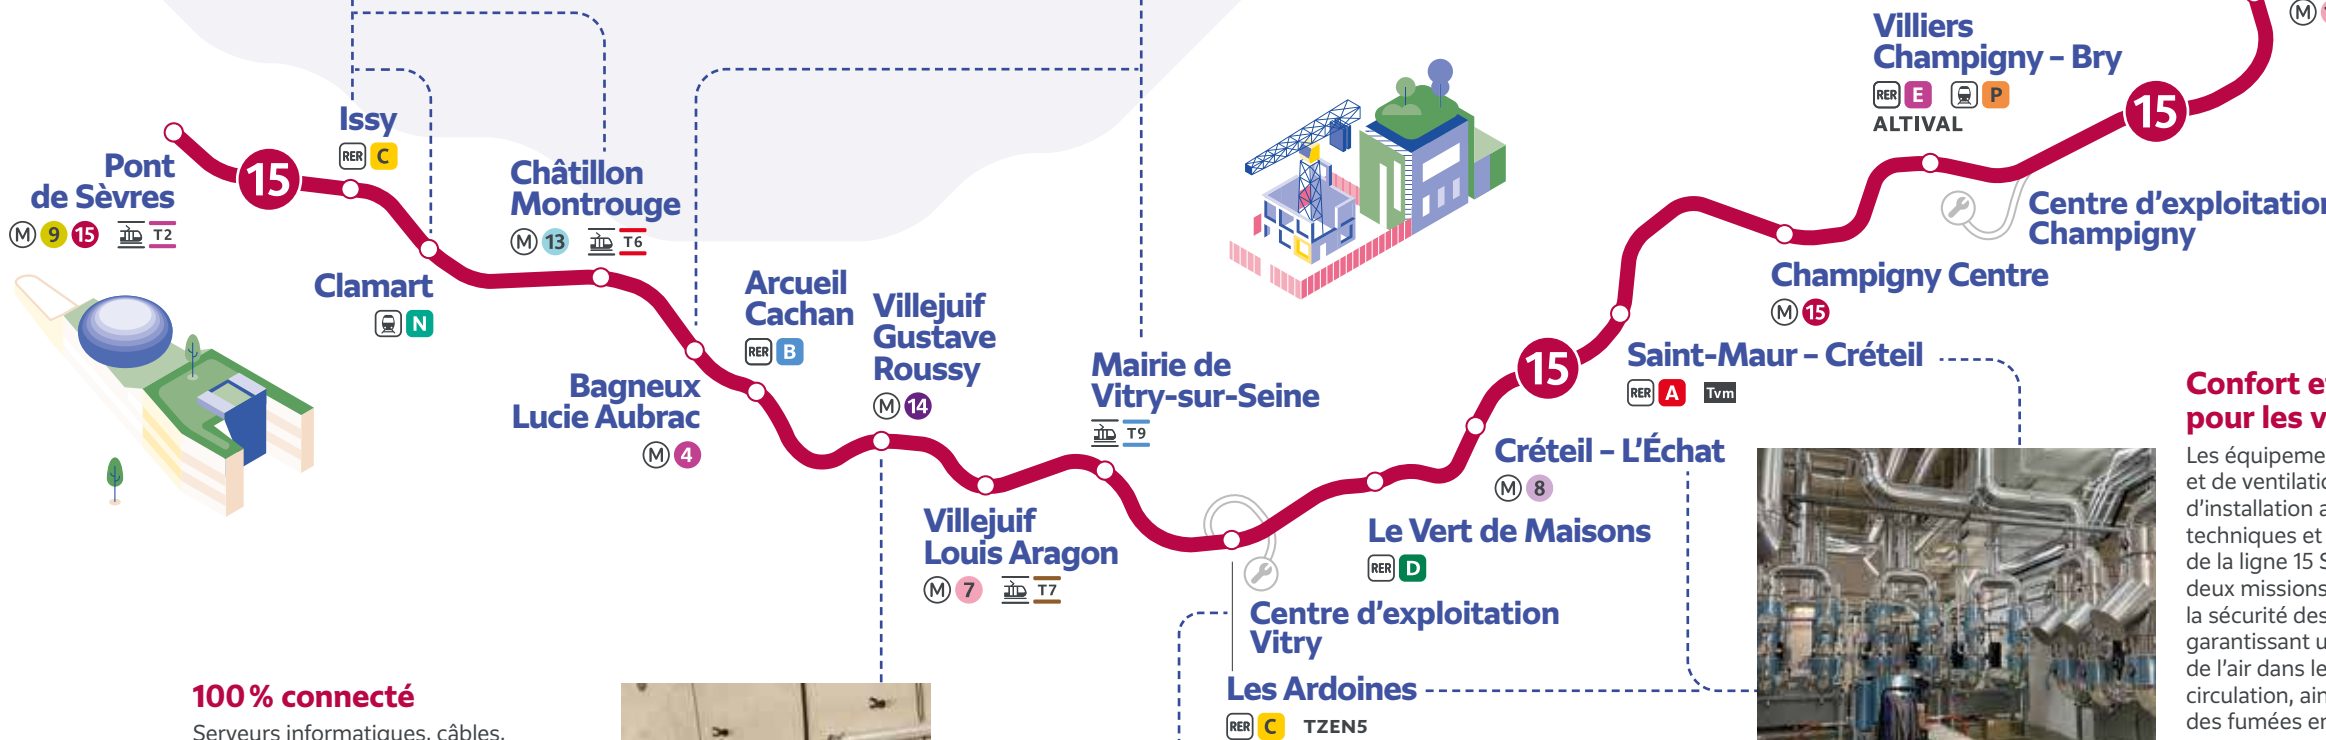 Pont
de Sèvres
M 9 15 T2
15
Issy
RER C
Clamart
N
Châtillon
Montrouge
M 13 T6
Bagneux
Lucie Aubrac
M 4
Arcueil
Cachan
RER B
Villejuif
Gustave
Roussy
M 14
Villejuif
Louis Aragon
M 7 T7
Mairie de
Vitry-sur-Seine
T9
Centre d'exploitation
Vitry
Les Ardoines
RER C TZEN5
Le Vert de Maisons
RER D
Créteil – L'Échat
M 8
15
Saint-Maur – Créteil
RER A Tvm
Champigny Centre
M 15
Centre d'exploitation
Champigny
Villiers
Champigny – Bry
RER E P
ALTIVAL
15
M
100 % connecté
Serveurs informatiques, câbles,
Confort et
pour les v
Les équipeme
et de ventilatio
d'installation a
techniques et
de la ligne 15 S
deux missions
la sécurité des
garantissant u
de l'air dans le
circulation, ain
des fumées en